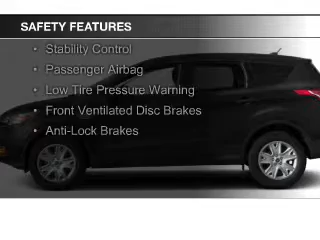 SAFETY FEATURES
• Stability Control
• Passenger Airbag
• Low Tire Pressure Warning
• Front Ventilated Disc Brakes
• Anti-Lock Brakes